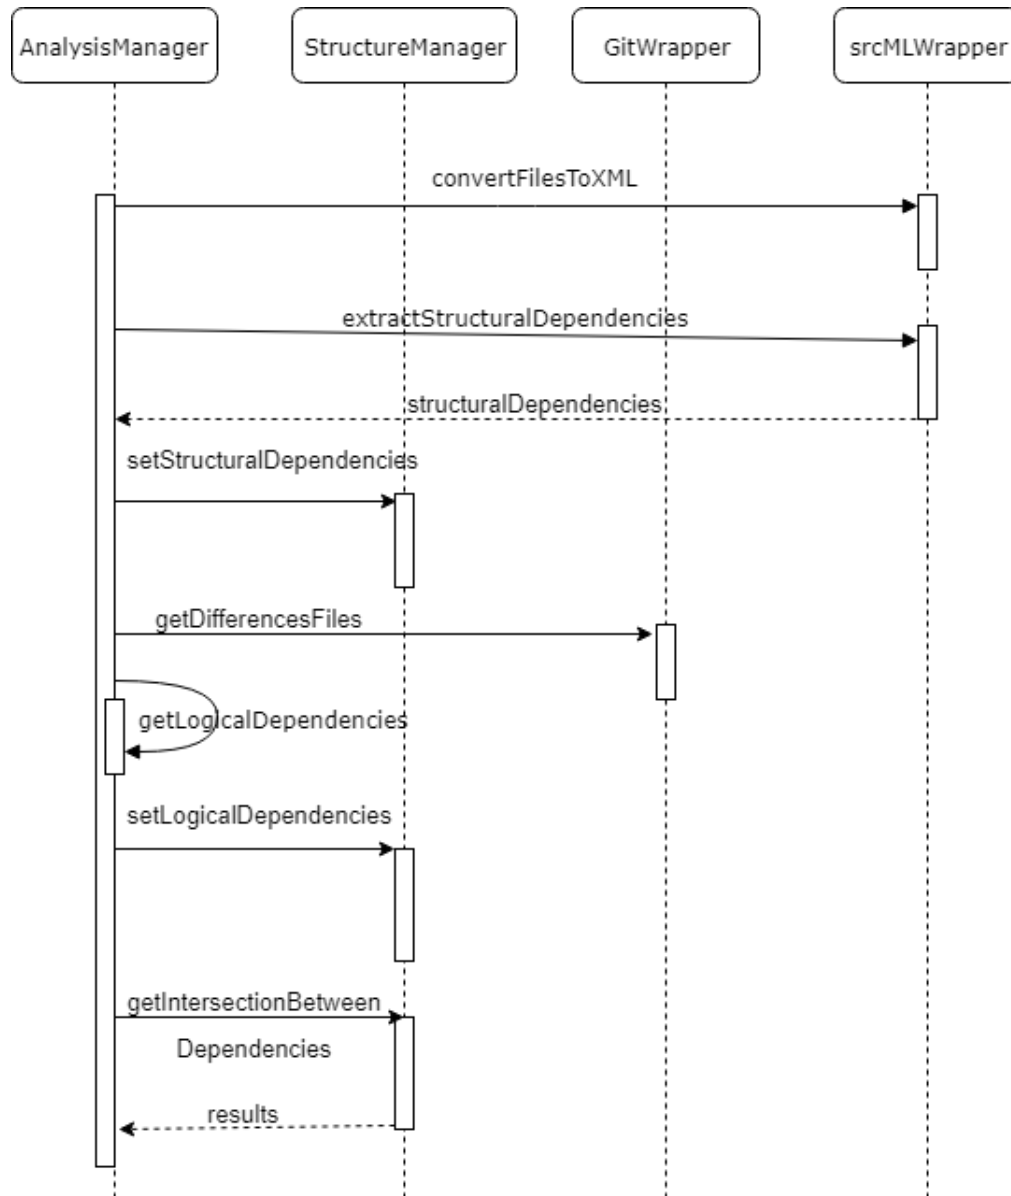 AnalysisManager
StructureManager
GitWrapper
srcMLWrapper
convertFilesToXML
extractStructuralDependencies
structuralDependencies
setStructuralDependencies
getDifferencesFiles
getLogicalDependencies
setLogicalDependencies
getIntersectionBetween
Dependencies
results